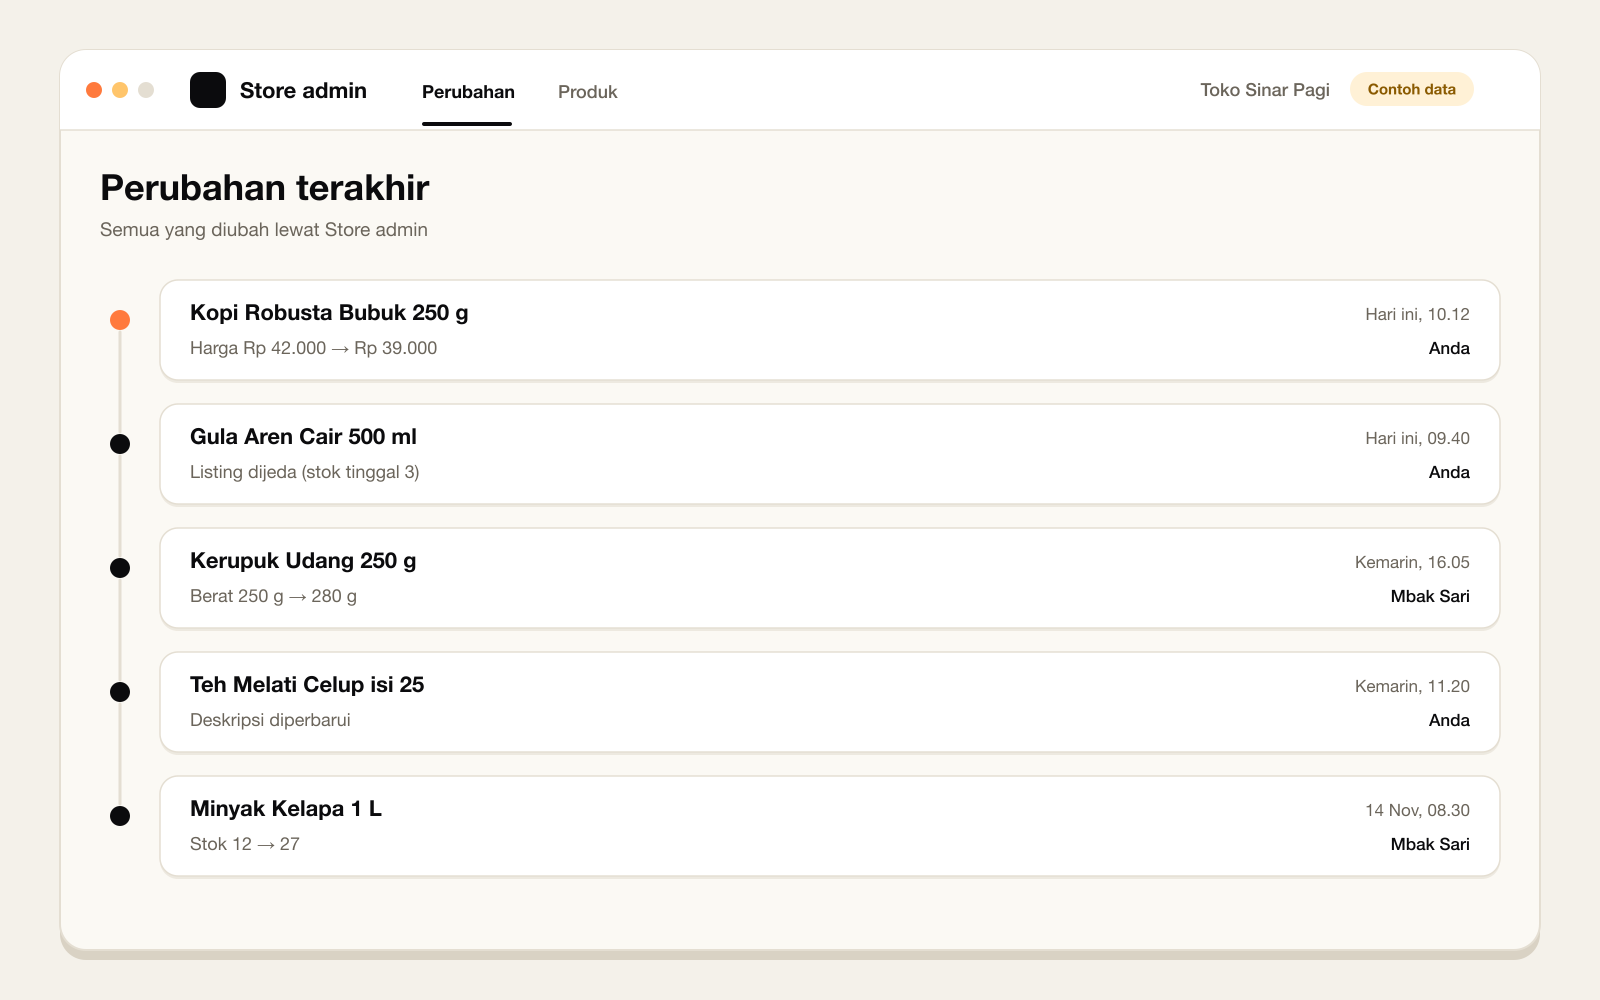 Store admin
Perubahan
Produk
Toko Sinar Pagi
Contoh data
Perubahan terakhir
Semua yang diubah lewat Store admin
Kopi Robusta Bubuk 250 g
Hari ini, 10.12
Harga Rp 42.000 → Rp 39.000
Anda
Gula Aren Cair 500 ml
Hari ini, 09.40
Listing dijeda (stok tinggal 3)
Anda
Kerupuk Udang 250 g
Kemarin, 16.05
Berat 250 g → 280 g
Mbak Sari
Teh Melati Celup isi 25
Kemarin, 11.20
Deskripsi diperbarui
Anda
Minyak Kelapa 1 L
14 Nov, 08.30
Stok 12 → 27
Mbak Sari